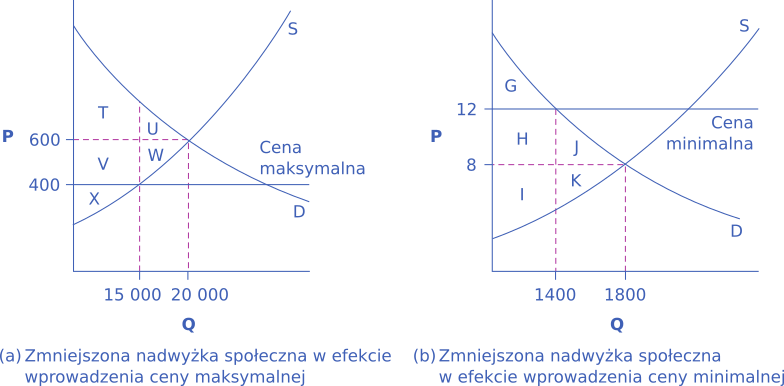 S
T
U
P
600
Cena
maksymalna
V
W
400
X
D
15 000
20 000
Q
(a) Zmniejszona nadwyżka społeczna w efekcie
wprowadzenia ceny maksymalnej
S
G
12
Cena
minimalna
P
H
J
8
K
I
D
1400
1800
Q
(b) Zmniejszona nadwyżka społeczna
w efekcie wprowadzenia ceny minimalnej